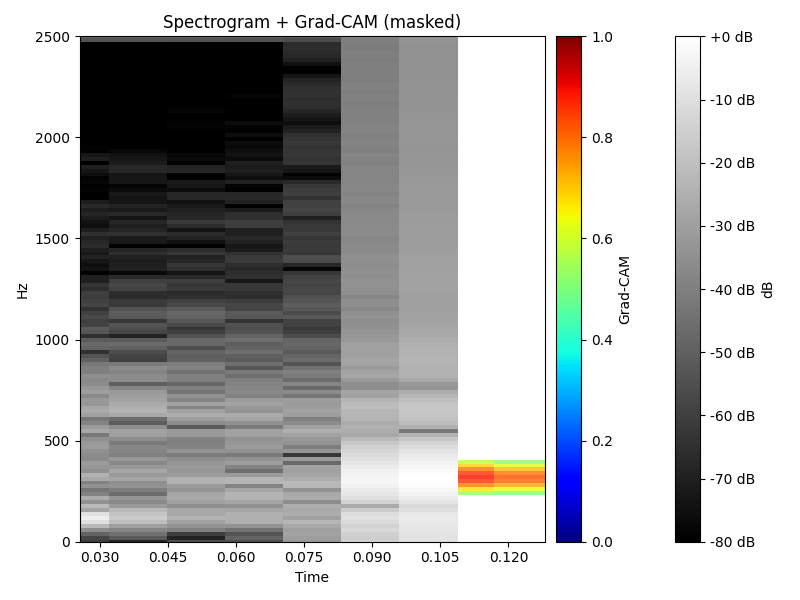 Spectrogram + Grad-CAM (masked)
2500
2000
1500
1000
500
0
Hz
0.030 0.045 0.060 0.075 0.090 0.105 0.120
Time
1.0
0.8
0.6
0.4
0.2
0.0
Grad-CAM
+0 dB
-10 dB
-20 dB
-30 dB
-40 dB
-50 dB
-60 dB
-70 dB
-80 dB
dB